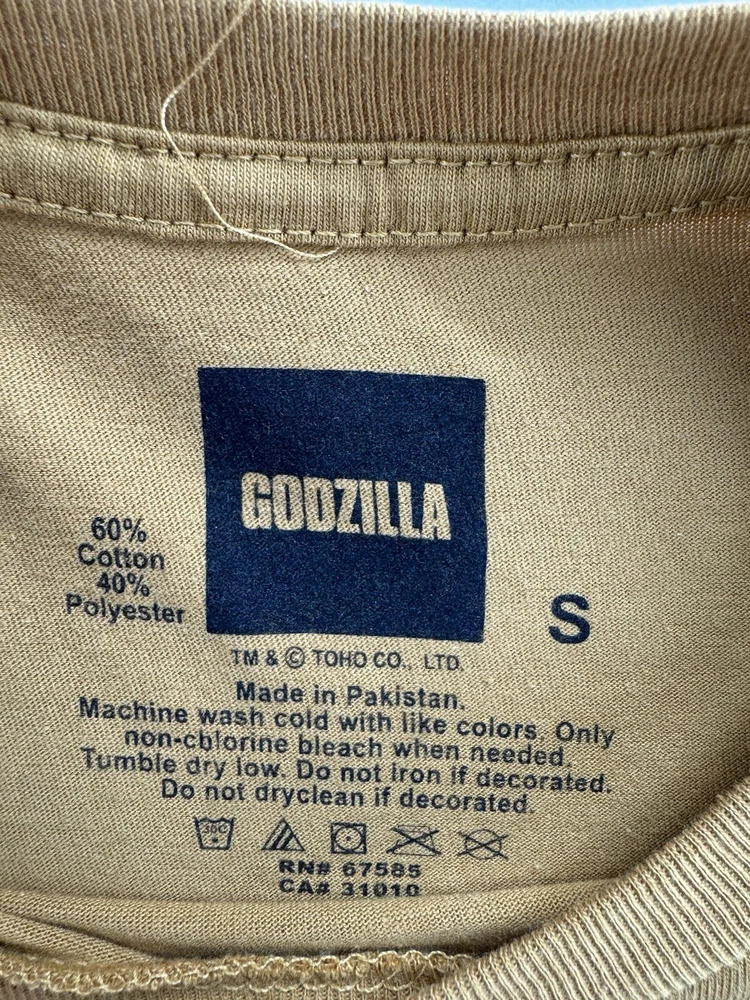 GODZILLA
60%
Cotton
40%
Polyester
S
TM & © TOHO CO., LTD.
Made in Pakistan.
Machine wash cold with like colors. Only
non-chlorine bleach when needed.
Tumble dry low. Do not iron if decorated.
Do not dryclean if decorated.
30C
RN# 67585
CA# 31010